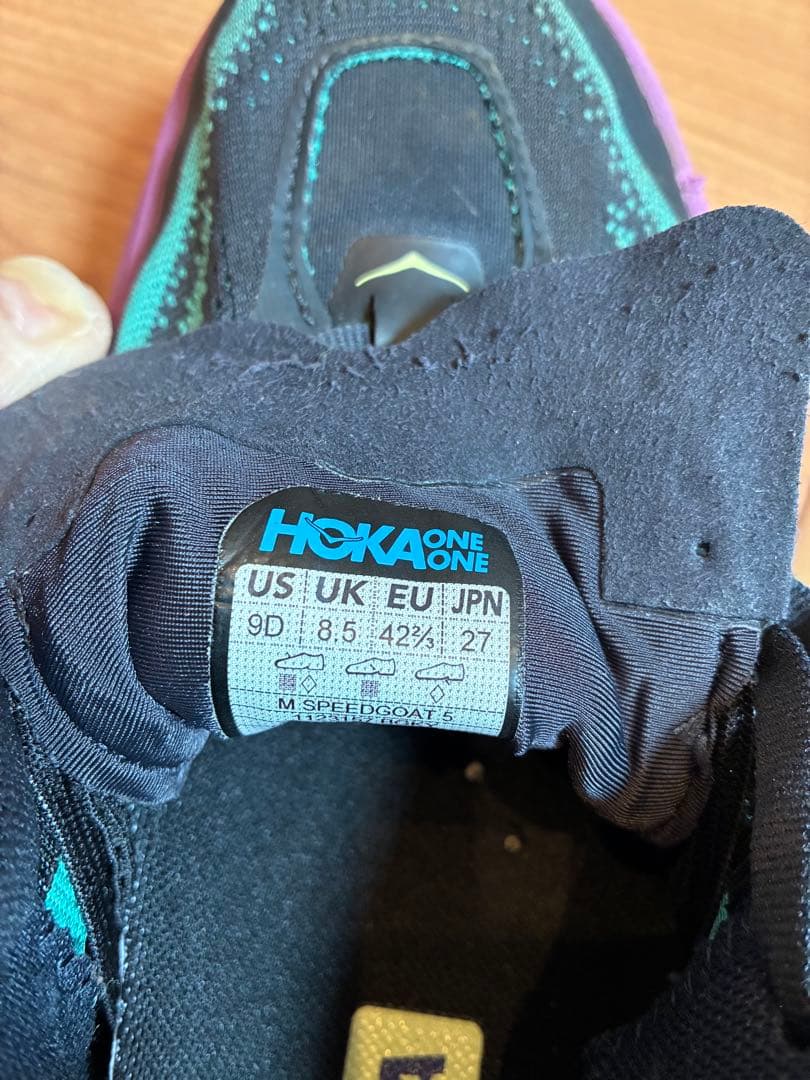 HOKA ONE ONE
US UK EU JPN
9D 8.5 42⅔ 27
M SPEEDGOAT 5